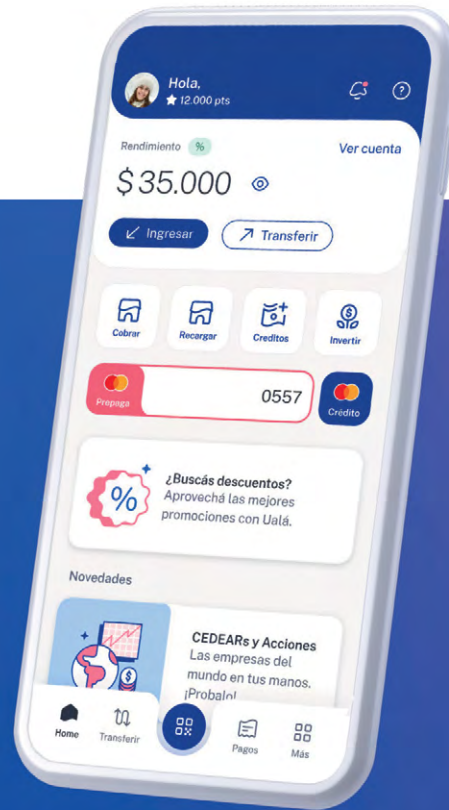 Hola,
12.000 pts
Rendimiento %
Ver cuenta
$35.000
Ingresar
Transferir
Cobrar
Recargar
Creditos
Invertir
Prepaga
0557
Crédito
%
¿Buscás descuentos?
Aprovechá las mejores
promociones con Ualá.
Novedades
CEDEARs y Acciones
Las empresas del
mundo en tus manos.
¡Probalo!
Home
Transferir
Pagos
Más